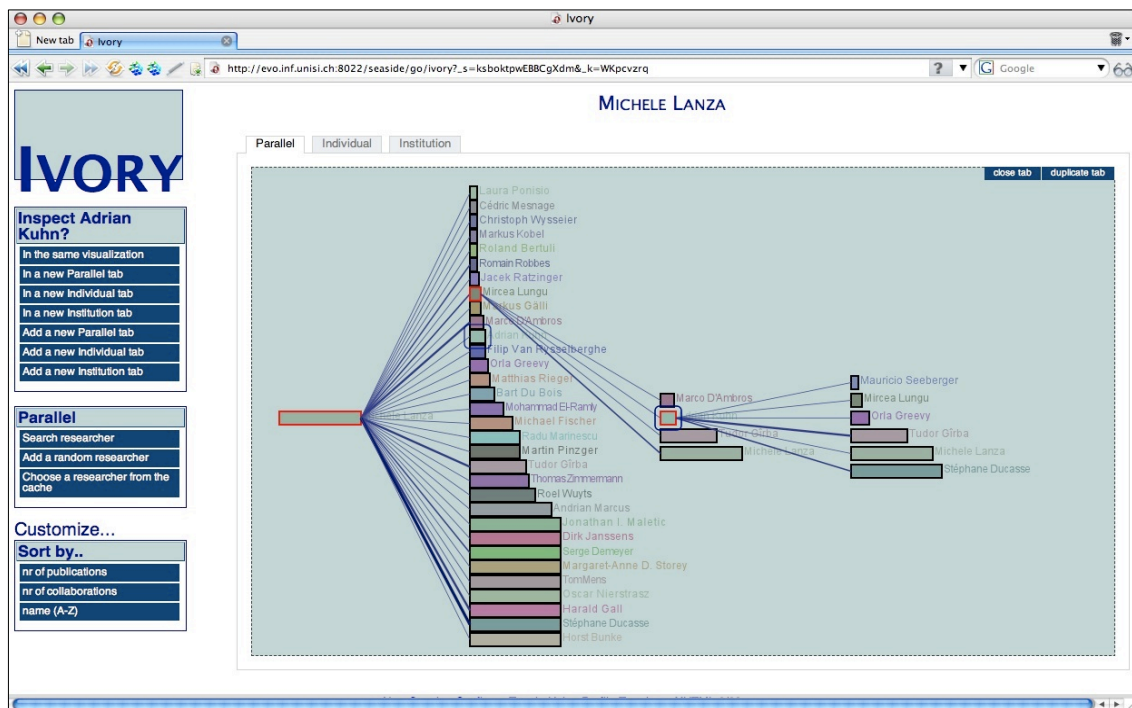 Ivory
New tab
Ivory
http://evo.inf.unisi.ch:8022/seaside/go/ivory?_s=ksboktpwEBBCgXdm&_k=WKpcvzrq
?
G Google
MICHELE LANZA
IVORY
Parallel
Individual
Institution
close tab
duplicate tab
Inspect Adrian
Kuhn?
In the same visualization
In a new Parallel tab
In a new Individual tab
In a new Institution tab
Add a new Parallel tab
Add a new Individual tab
Add a new Institution tab
Parallel
Search researcher
Add a random researcher
Choose a researcher from the
cache
Customize...
Sort by..
nr of publications
nr of collaborations
name (A-Z)
Lanza
Laura Ponisio
Cédric Mesnage
Christoph Wysseier
Markus Kobel
Roland Bertuli
Romain Robbes
Jacek Ratzinger
Mircea Lungu
Markus Gälli
Marco D'Ambros
Adrian Kuhn
Filip Van Rysselberghe
Orla Greevy
Matthias Rieger
Bart Du Bois
Mohammad El-Ramly
Michael Fischer
Radu Marinescu
Martin Pinzger
Tudor Gîrba
Thomas Zimmermann
Roel Wuyts
Andrian Marcus
Jonathan I. Maletic
Dirk Janssens
Serge Demeyer
Margaret-Anne D. Storey
TomMens
Oscar Nierstrasz
Harald Gall
Stéphane Ducasse
Horst Bunke
Marco D'Ambros
Kuhn
Tudor Gîrba
Michele Lanza
Mauricio Seeberger
Mircea Lungu
Orla Greevy
Tudor Gîrba
Michele Lanza
Stéphane Ducasse